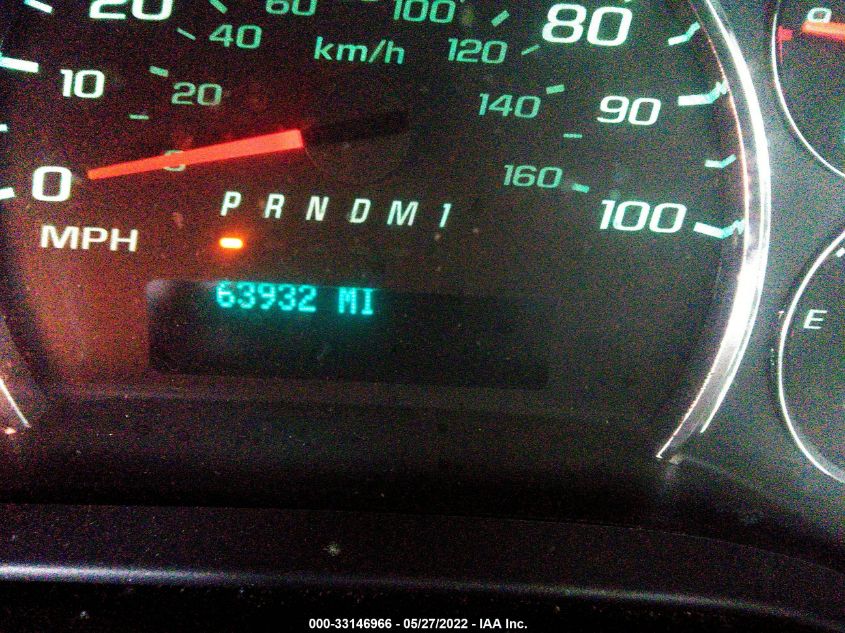 20 60 100 80
40 km/h 120
10 20 140 90
0 0 160 100
MPH
P R N D M 1
63932 MI
E
000-33146966 - 05/27/2022 - IAA Inc.